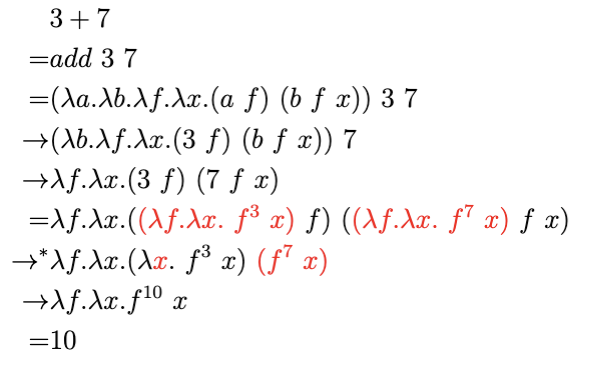 3 + 7
=add 3 7
=(λa.λb.λf.λx.(a f) (b f x)) 3 7
→(λb.λf.λx.(3 f) (b f x)) 7
→λf.λx.(3 f) (7 f x)
=λf.λx.((λf.λx. f³ x) f) ((λf.λx. f⁷ x) f x)
→*λf.λx.(λx. f³ x) (f⁷ x)
→λf.λx.f¹⁰ x
=10